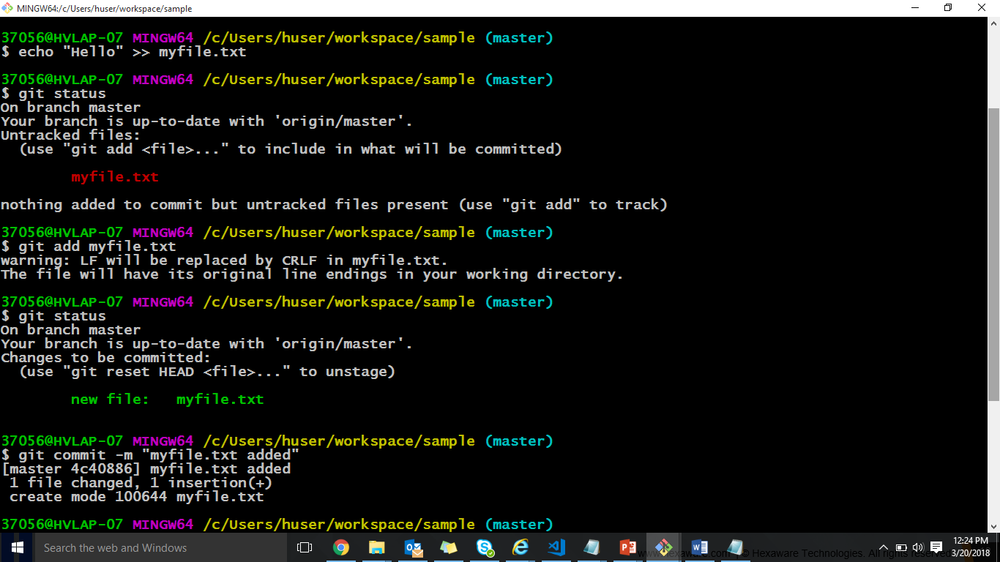 MINGW64:/c/Users/huser/workspace/sample
37056@HVLAP-07 MINGW64 /c/Users/huser/workspace/sample (master)
$ echo "Hello" >> myfile.txt
37056@HVLAP-07 MINGW64 /c/Users/huser/workspace/sample (master)
$ git status
On branch master
Your branch is up-to-date with 'origin/master'.
Untracked files:
  (use "git add <file>..." to include in what will be committed)
        myfile.txt
nothing added to commit but untracked files present (use "git add" to track)
37056@HVLAP-07 MINGW64 /c/Users/huser/workspace/sample (master)
$ git add myfile.txt
warning: LF will be replaced by CRLF in myfile.txt.
The file will have its original line endings in your working directory.
37056@HVLAP-07 MINGW64 /c/Users/huser/workspace/sample (master)
$ git status
On branch master
Your branch is up-to-date with 'origin/master'.
Changes to be committed:
  (use "git reset HEAD <file>..." to unstage)
        new file:   myfile.txt
37056@HVLAP-07 MINGW64 /c/Users/huser/workspace/sample (master)
$ git commit -m "myfile.txt added"
[master 4c40886] myfile.txt added
 1 file changed, 1 insertion(+)
 create mode 100644 myfile.txt
37056@HVLAP-07 MINGW64 /c/Users/huser/workspace/sample (master)
Search the web and Windows
12:24 PM
© Hexaware Technologies. All rights
3/20/2018